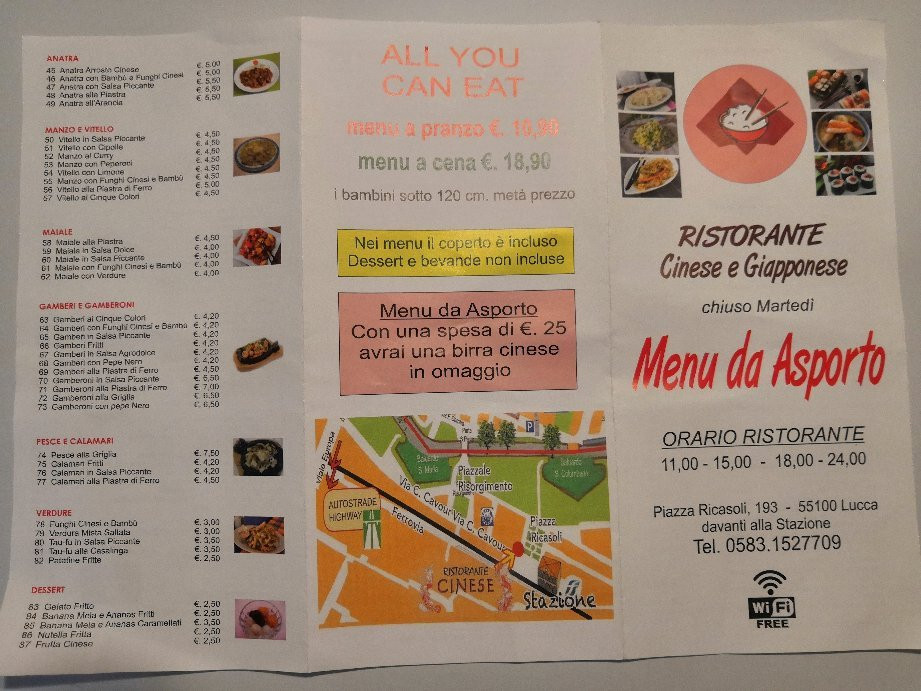 ANATRA
45 Anatra Arrosto Cinese €. 5,00
46 Anatra con Bambù e Funghi Cinesi €. 5,00
47 Anatra con Salsa Piccante €. 5,50
48 Anatra alla Piastra €. 5,50
49 Anatra all'Arancia €. 5,50
MANZO E VITELLO
50 Vitello in Salsa Piccante €. 4,50
51 Vitello con Cipolle €. 4,50
52 Manzo al Curry €. 4,50
53 Manzo con Peperoni €. 4,50
54 Vitello con Limone €. 4,50
55 Manzo con Funghi Cinesi e Bambù €. 4,50
56 Vitello alla Piastra di Ferro €. 5,00
57 Vitello ai Cinque Colori €. 4,50
MAIALE
58 Maiale alla Piastra €. 4,50
59 Maiale in Salsa Dolce €. 4,00
60 Maiale in Salsa Piccante €. 4,00
61 Maiale con Funghi Cinesi e Bambù €. 4,00
62 Maiale con Verdure €. 4,00
GAMBERI E GAMBERONI
63 Gamberi ai Cinque Colori €. 4,20
64 Gamberi con Funghi Cinesi e Bambù €. 4,20
65 Gamberi in Salsa Piccante €. 4,20
66 Gamberi Fritti €. 4,20
67 Gamberi in Salsa Agrodolce €. 4,20
68 Gamberi con Pepe Nero €. 4,20
69 Gamberi alla Piastra di Ferro €. 4,50
70 Gamberoni in Salsa Piccante €. 6,50
71 Gamberoni alla Piastra di Ferro €. 7,00
72 Gamberoni alla Griglia €. 6,50
73 Gamberoni con pepe Nero €. 6,50
PESCE E CALAMARI
74 Pesce alla Griglia €. 7,50
75 Calamari Fritti €. 4,20
76 Calamari in Salsa Piccante €. 4,20
77 Calamari alla Piastra di Ferro €. 4,50
VERDURE
78 Funghi Cinesi e Bambù €. 3,00
79 Verdura Mista Saltata €. 3,00
80 Tau-fu in Salsa Piccante €. 3,50
81 Tau-fu alla Casalinga €. 3,50
82 Patatine Fritte €. 2,50
DESSERT
83 Gelato Fritto €. 2,50
84 Banana Mela e Ananas Fritti €. 2,50
85 Banana Mela e Ananas Caramellati €. 3,50
86 Nutella Fritta €. 2,50
87 Frutta Cinese €. 2,50
ALL YOU
CAN EAT
menu a pranzo €. 10,90
menu a cena €. 18,90
i bambini sotto 120 cm. metá prezzo
Nei menu il coperto è incluso
Dessert e bevande non incluse
Menu da Asporto
Con una spesa di €. 25
avrai una birra cinese
in omaggio
Viale Europa
AUTOSTRADE
HIGHWAY
Baluardo
S. Maria
Piazzale
Risorgimento
P
Baluardo
S. Colombano
Via C. Cavour
Via C. Cavour
Ferrovia
Piazza
Ricasoli
RISTORANTE
CINESE
Stazione
RISTORANTE
Cinese e Giapponese
chiuso Martedì
Menu da Asporto
ORARIO RISTORANTE
11,00 - 15,00 - 18,00 - 24,00
Piazza Ricasoli, 193 - 55100 Lucca
davanti alla Stazione
Tel. 0583.1527709
WiFi
FREE